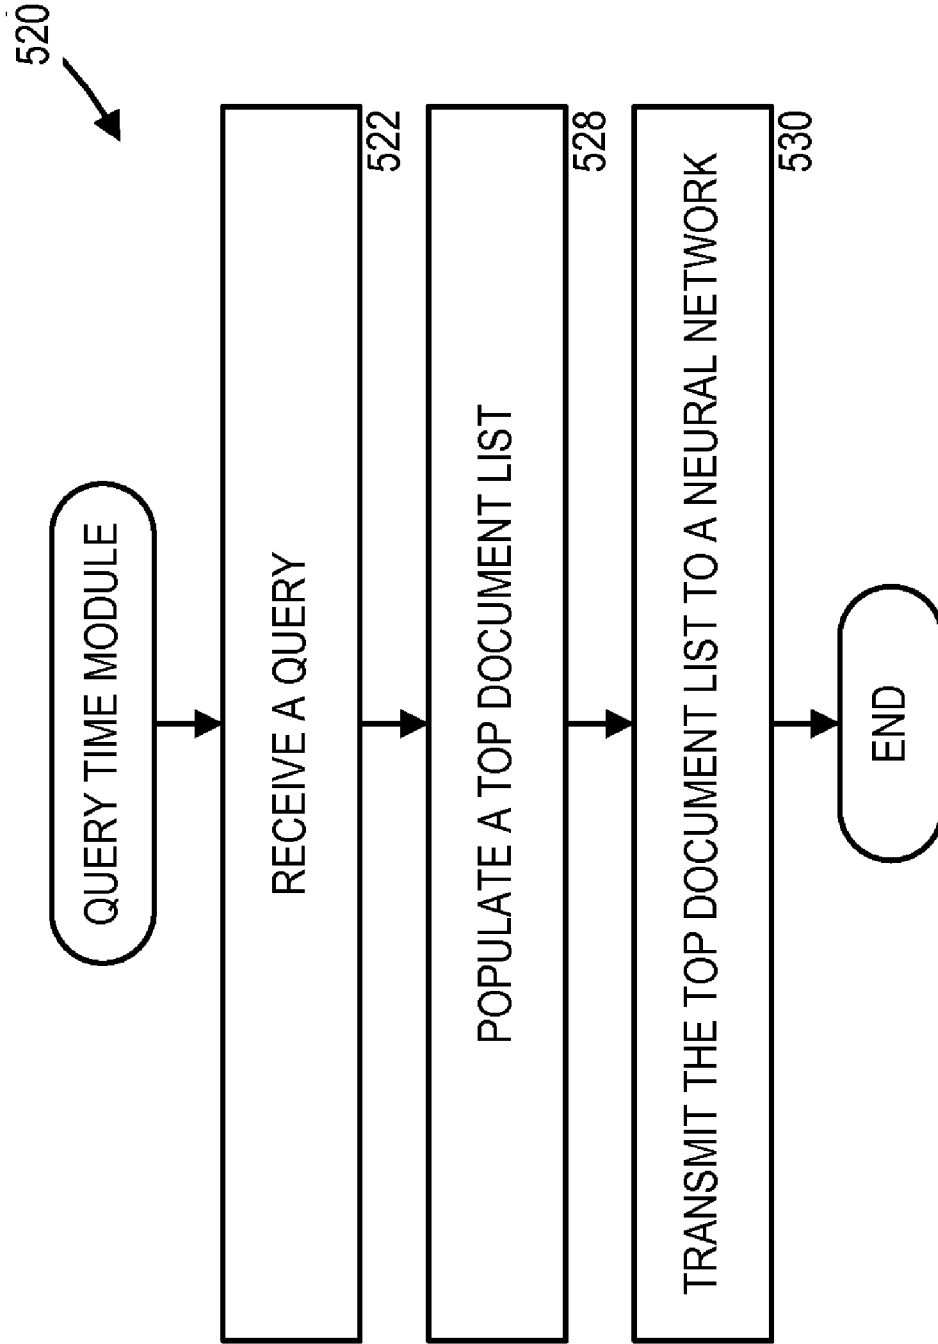 520
QUERY TIME MODULE
RECEIVE A QUERY
522
POPULATE A TOP DOCUMENT LIST
528
TRANSMIT THE TOP DOCUMENT LIST TO A NEURAL NETWORK
530
END